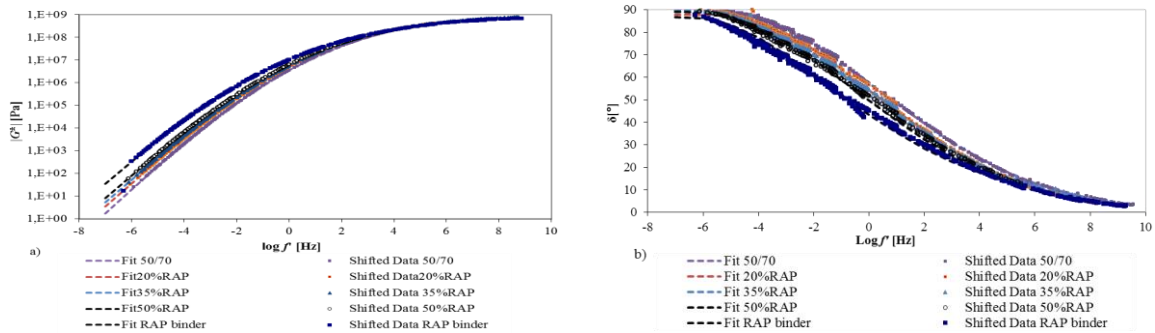 1,E+09
1,E+08
1,E+07
1,E+06
1,E+05
1,E+04
1,E+03
1,E+02
1,E+01
1,E+00
|G*| [Pa]
-8 -6 -4 -2 0 2 4 6 8 10
log f' [Hz]
a)
Fit 50/70 Shifted Data 50/70
Fit20%RAP Shifted Data20%RAP
Fit35%RAP Shifted Data 35%RAP
Fit50%RAP Shifted Data 50%RAP
Fit RAP binder Shifted Data RAP binder
90
80
70
60
50
40
30
20
10
0
δ[°]
-8 -6 -4 -2 0 2 4 6 8 10
Log f' [Hz]
b)
Fit 50/70 Shifted Data 50/70
Fit 20%RAP Shifted Data 20%RAP
Fit 35%RAP Shifted Data 35%RAP
Fit 50%RAP Shifted Data 50%RAP
Fit RAP binder Shifted Data RAP binder